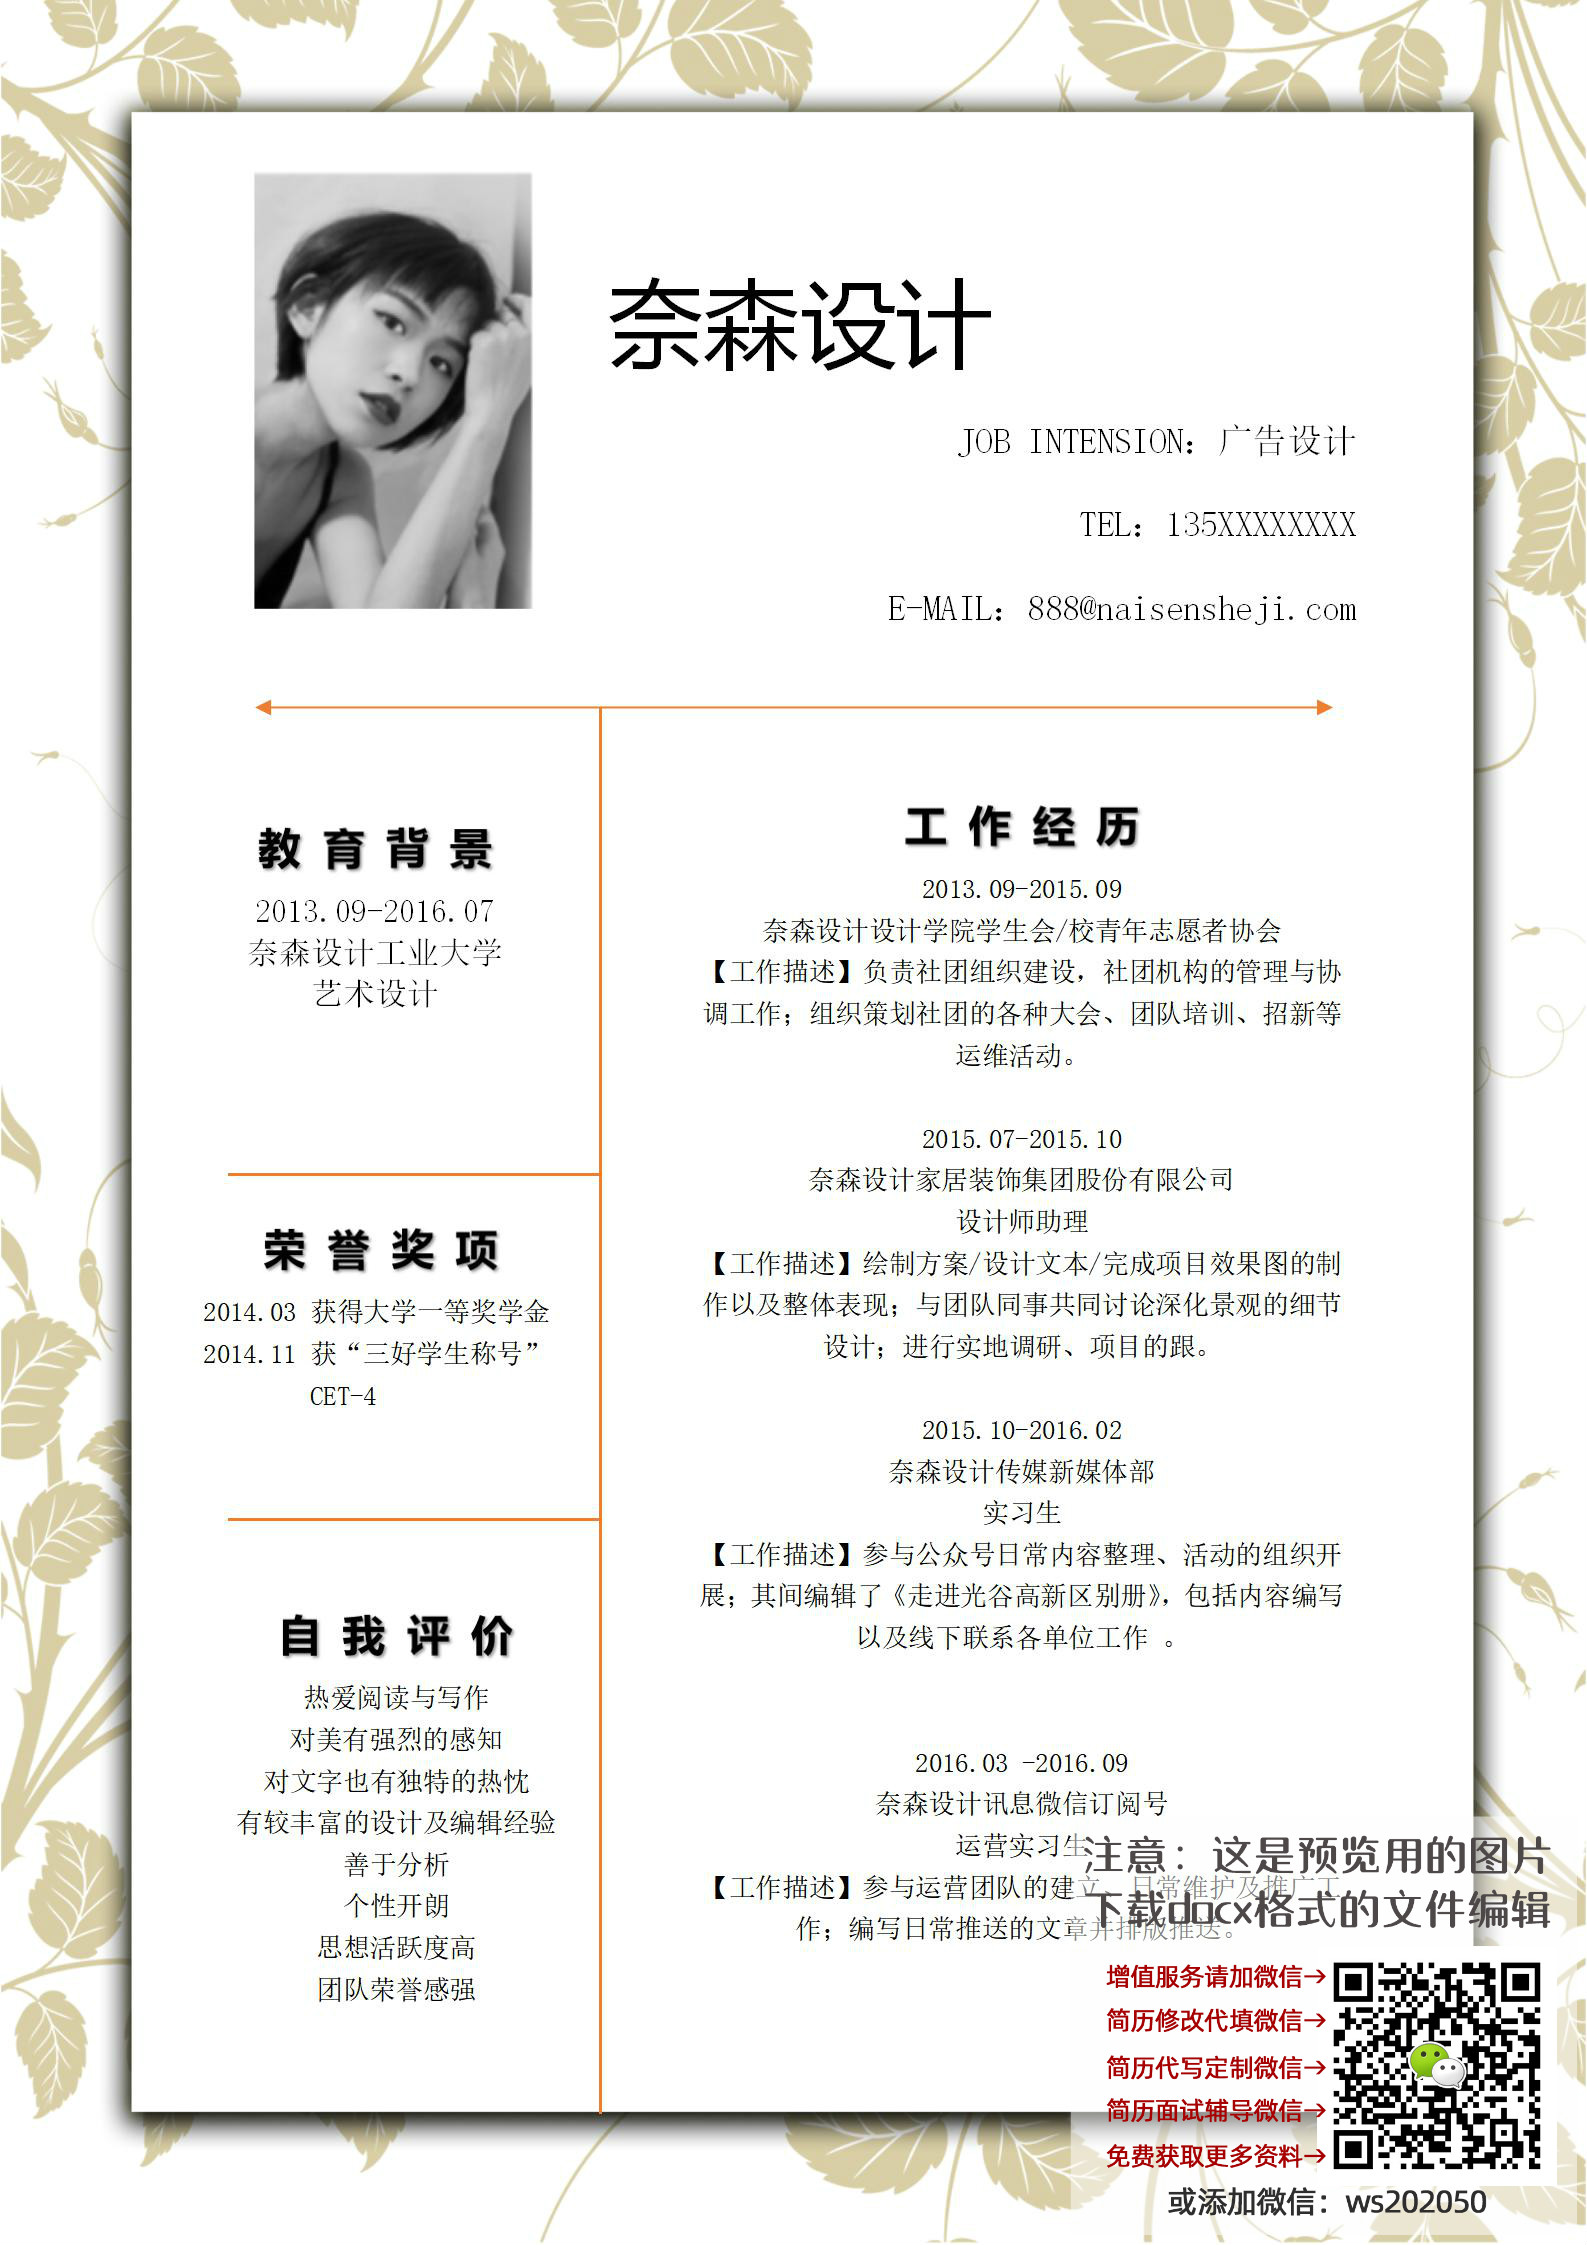 奈森设计
JOB INTENSION：广告设计
TEL：135XXXXXXXX
E-MAIL：888@naisensheji.com
教育背景
2013.09-2016.07
奈森设计工业大学
艺术设计
荣誉奖项
2014.03 获得大学一等奖学金
2014.11 获“三好学生称号”
CET-4
自我评价
热爱阅读与写作
对美有强烈的感知
对文字也有独特的热忱
有较丰富的设计及编辑经验
善于分析
个性开朗
思想活跃度高
团队荣誉感强
工作经历
2013.09-2015.09
奈森设计设计学院学生会/校青年志愿者协会
【工作描述】负责社团组织建设，社团机构的管理与协
调工作；组织策划社团的各种大会、团队培训、招新等
运维活动。
2015.07-2015.10
奈森设计家居装饰集团股份有限公司
设计师助理
【工作描述】绘制方案/设计文本/完成项目效果图的制
作以及整体表现；与团队同事共同讨论深化景观的细节
设计；进行实地调研、项目的跟。
2015.10-2016.02
奈森设计传媒新媒体部
实习生
【工作描述】参与公众号日常内容整理、活动的组织开
展；其间编辑了《走进光谷高新区别册》，包括内容编写
以及线下联系各单位工作 。
2016.03 -2016.09
奈森设计讯息微信订阅号
运营实习生
【工作描述】参与运营团队的建立、日常维护及推广工
作；编写日常推送的文章并排版推送。
注意：这是预览用的图片
下载docx格式的文件编辑
增值服务请加微信→
简历修改代填微信→
简历代写定制微信→
简历面试辅导微信→
免费获取更多资料→
或添加微信：ws202050